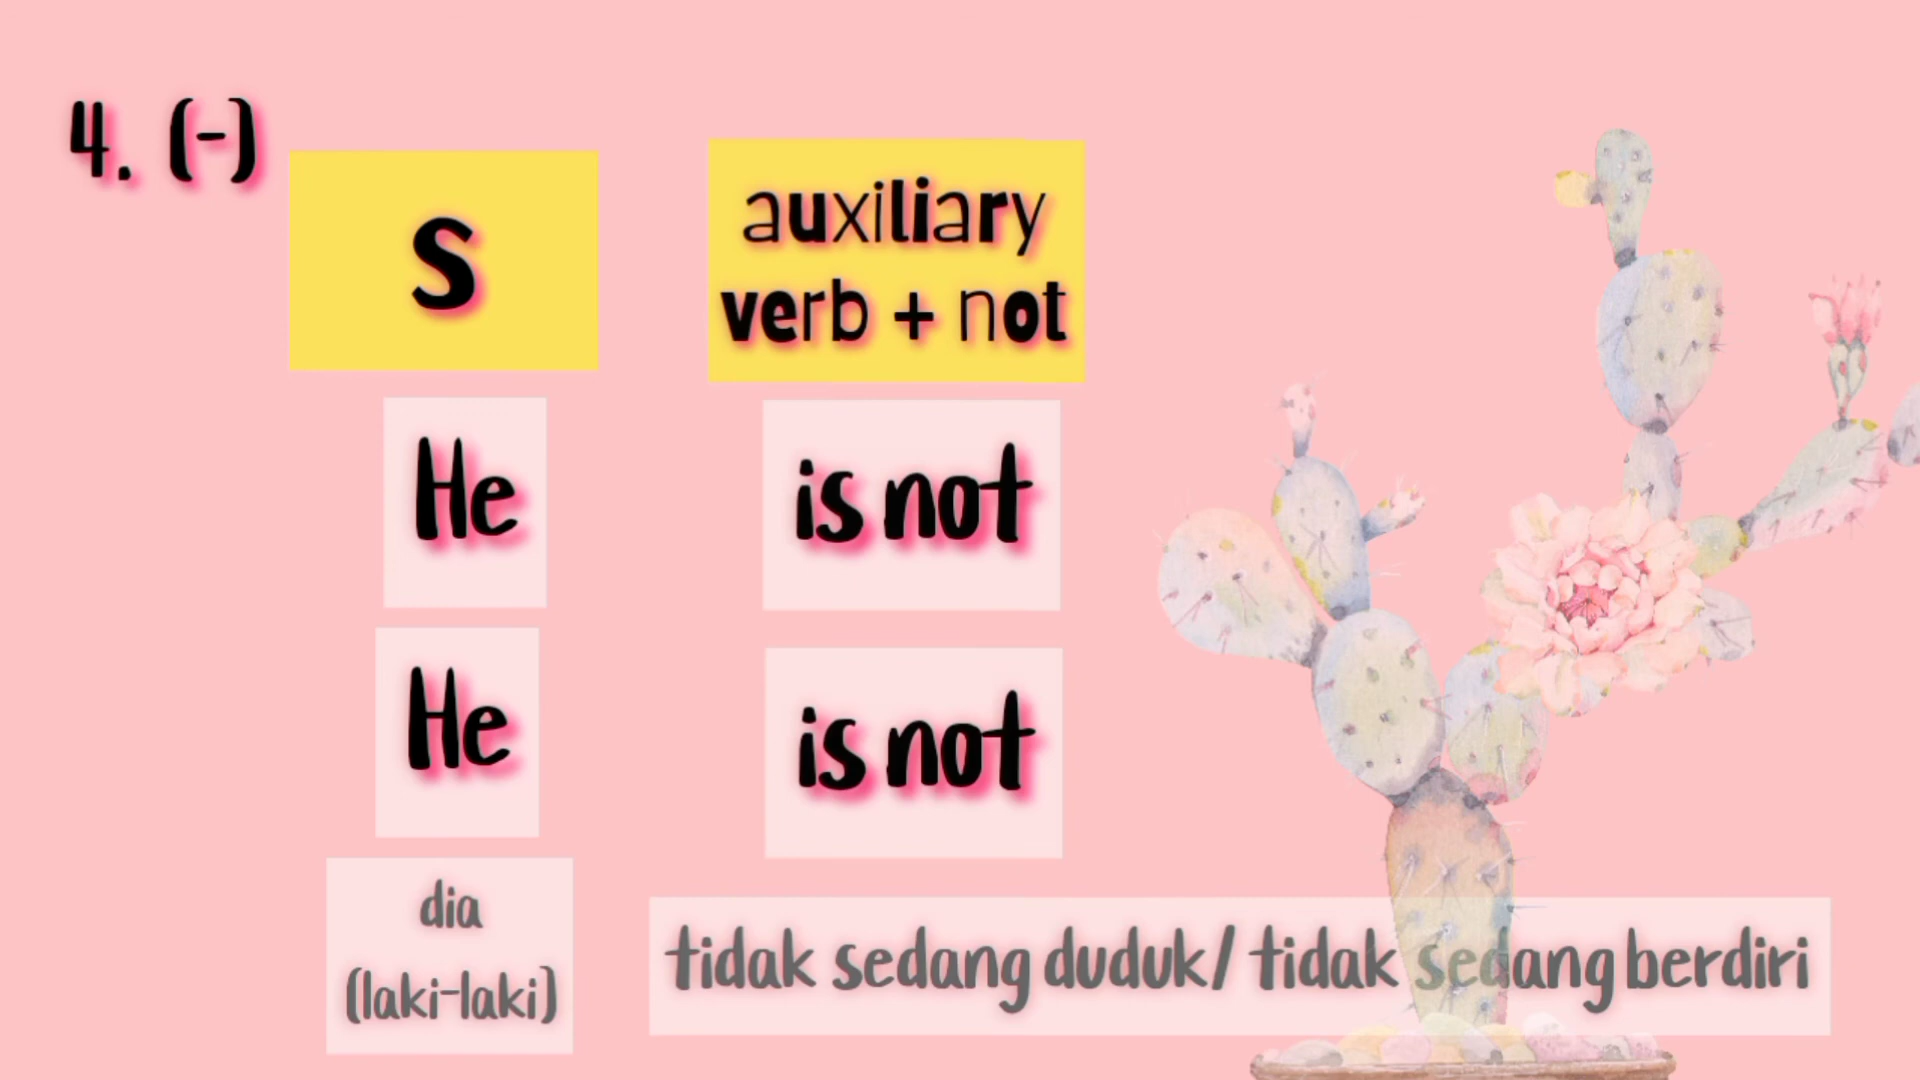 4. (-)
S
auxiliary
verb + not
He
is not
He
is not
dia
(laki-laki)
tidak sedang duduk/ tidak sedang berdiri